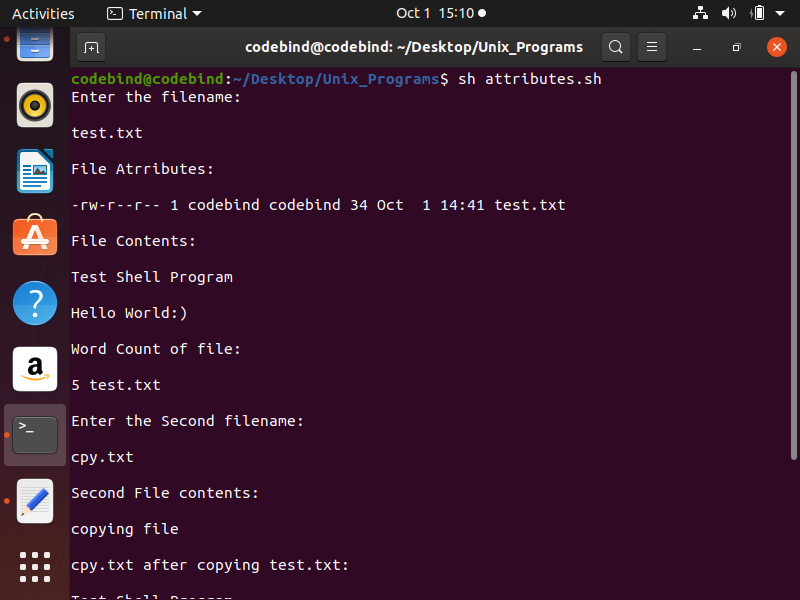 Activities Terminal Oct 1 15:10
codebind@codebind: ~/Desktop/Unix_Programs
codebind@codebind:~/Desktop/Unix_Programs$ sh attributes.sh
Enter the filename:
test.txt
File Atrributes:
-rw-r--r-- 1 codebind codebind 34 Oct  1 14:41 test.txt
File Contents:
Test Shell Program
Hello World:)
Word Count of file:
5 test.txt
Enter the Second filename:
cpy.txt
Second File contents:
copying file
cpy.txt after copying test.txt:
Test Shell Program